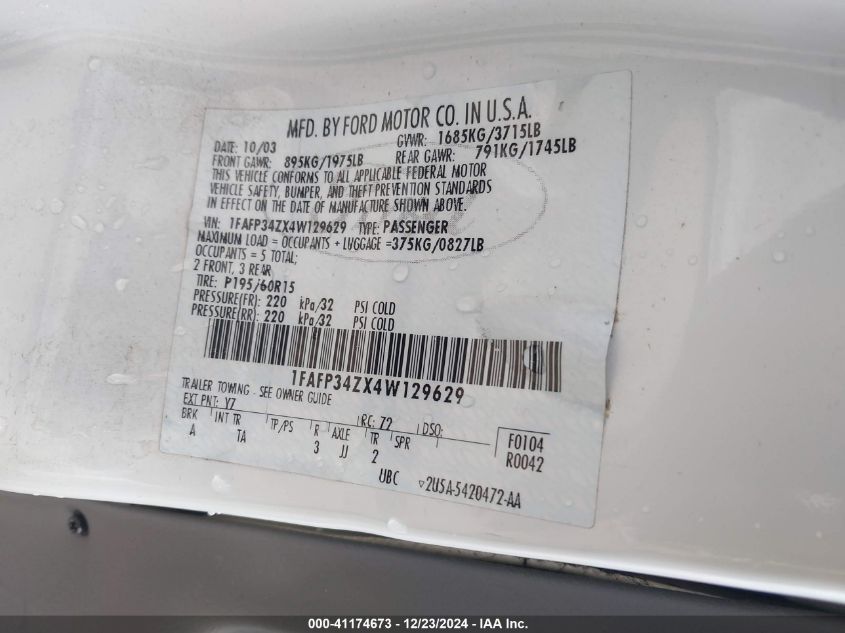 MFD. BY FORD MOTOR CO. IN U.S.A.
DATE: 10/03 GVWR: 1685KG/3715LB
FRONT GAWR: 895KG/1975LB REAR GAWR: 791KG/1745LB
THIS VEHICLE CONFORMS TO ALL APPLICABLE FEDERAL MOTOR
VEHICLE SAFETY, BUMPER, AND THEFT PREVENTION STANDARDS
IN EFFECT ON THE DATE OF MANUFACTURE SHOWN ABOVE.
VIN: 1FAFP34ZX4W129629 TYPE: PASSENGER
MAXIMUM LOAD = OCCUPANTS + LUGGAGE =375KG/0827LB
OCCUPANTS = 5 TOTAL;
2 FRONT, 3 REAR
TIRE: P195/60R15
PRESSURE(FR): 220 kPa/32 PSI COLD
PRESSURE(RR): 220 kPa/32 PSI COLD
1FAFP34ZX4W129629
TRAILER TOWING - SEE OWNER GUIDE
EXT PNT: Y7 RC: 72 DSO:
BRK INT TR TP/PS R AXLE TR SPR
A TA 3 JJ 2
F0104
R0042
UBC ▽2U5A-5420472-AA
000-41174673 - 12/23/2024 - IAA Inc.